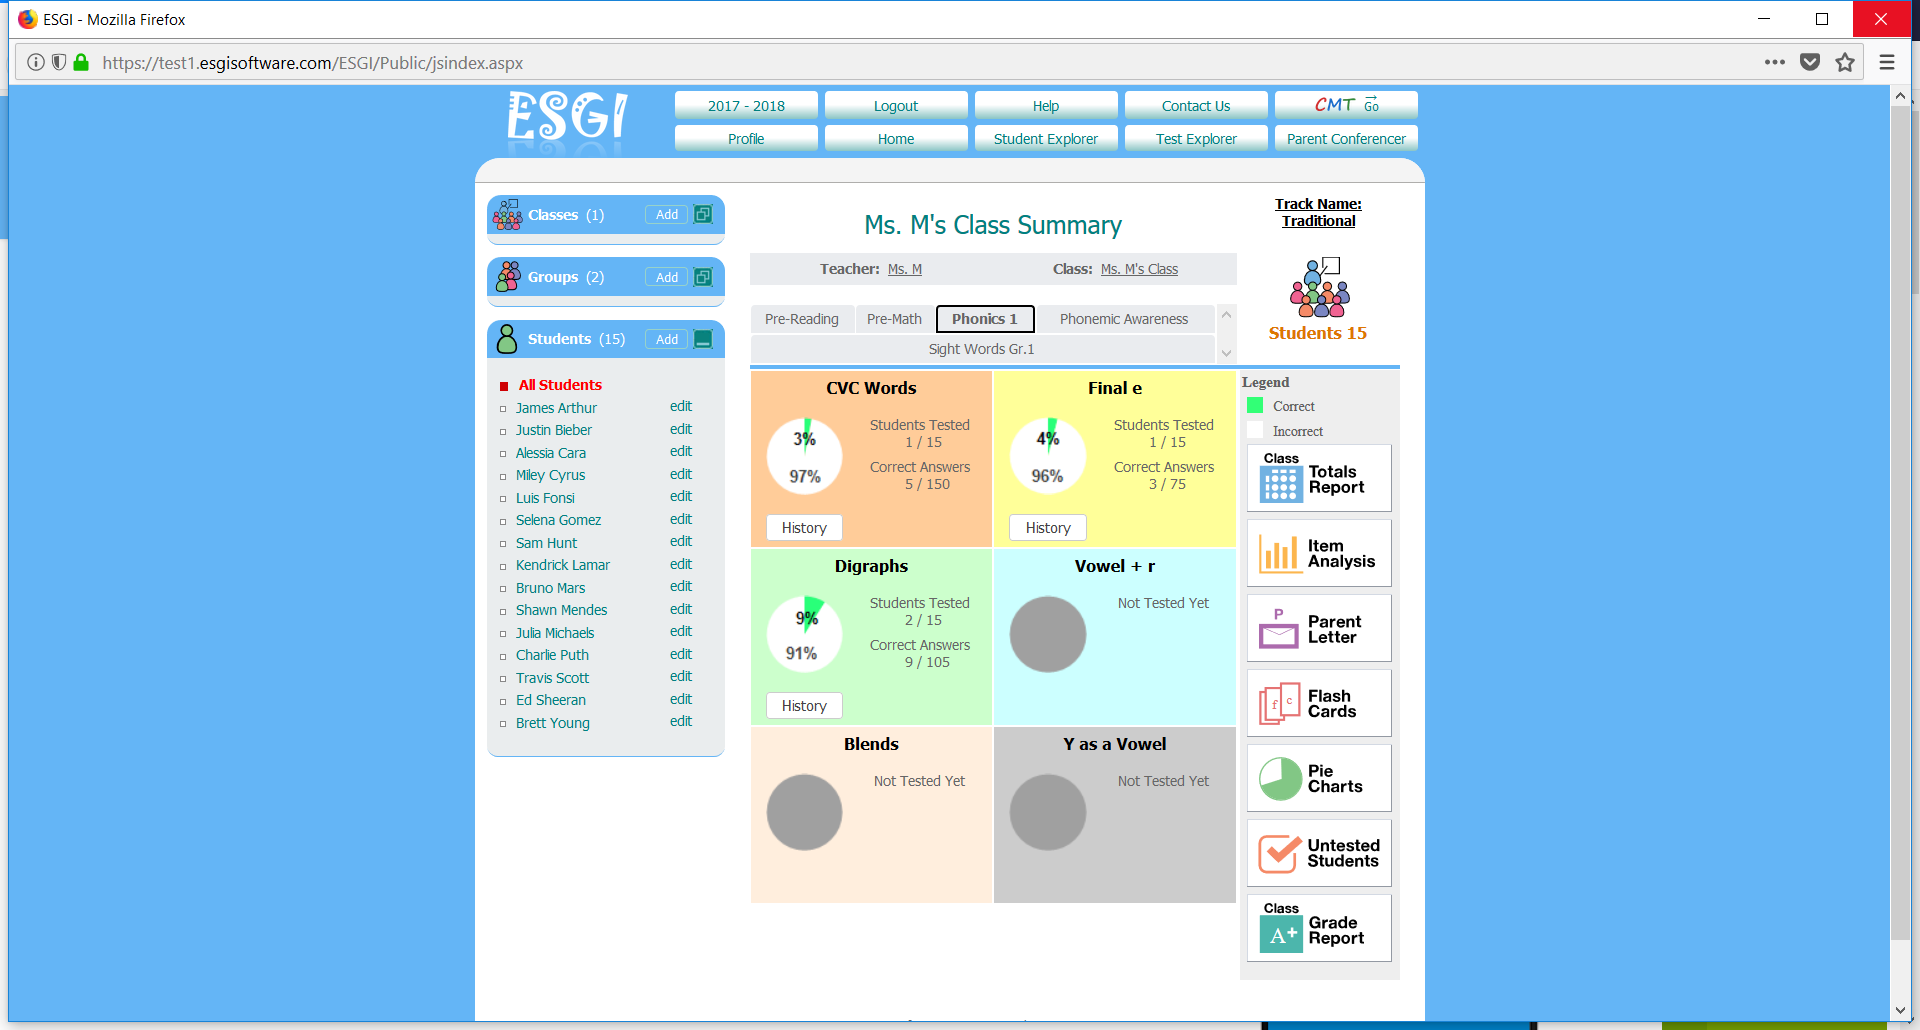 ESGI - Mozilla Firefox
https://test1.esgisoftware.com/ESGI/Public/jsindex.aspx
ESGI
2017 - 2018
Logout
Help
Contact Us
CMT Go
Profile
Home
Student Explorer
Test Explorer
Parent Conferencer
Classes (1)
Add
Groups (2)
Add
Students (15)
Add
All Students
James Arthur edit
Justin Bieber edit
Alessia Cara edit
Miley Cyrus edit
Luis Fonsi edit
Selena Gomez edit
Sam Hunt edit
Kendrick Lamar edit
Bruno Mars edit
Shawn Mendes edit
Julia Michaels edit
Charlie Puth edit
Travis Scott edit
Ed Sheeran edit
Brett Young edit
Ms. M's Class Summary
Teacher: Ms. M
Class: Ms. M's Class
Pre-Reading
Pre-Math
Phonics 1
Phonemic Awareness
Sight Words Gr.1
Track Name:
Traditional
Students 15
CVC Words
3%
97%
Students Tested
1 / 15
Correct Answers
5 / 150
History
Final e
4%
96%
Students Tested
1 / 15
Correct Answers
3 / 75
History
Digraphs
9%
91%
Students Tested
2 / 15
Correct Answers
9 / 105
History
Vowel + r
Not Tested Yet
Blends
Not Tested Yet
Y as a Vowel
Not Tested Yet
Legend
Correct
Incorrect
Class
Totals
Report
Item
Analysis
P
Parent
Letter
f c
Flash
Cards
Pie
Charts
Untested
Students
Class
A+
Grade
Report